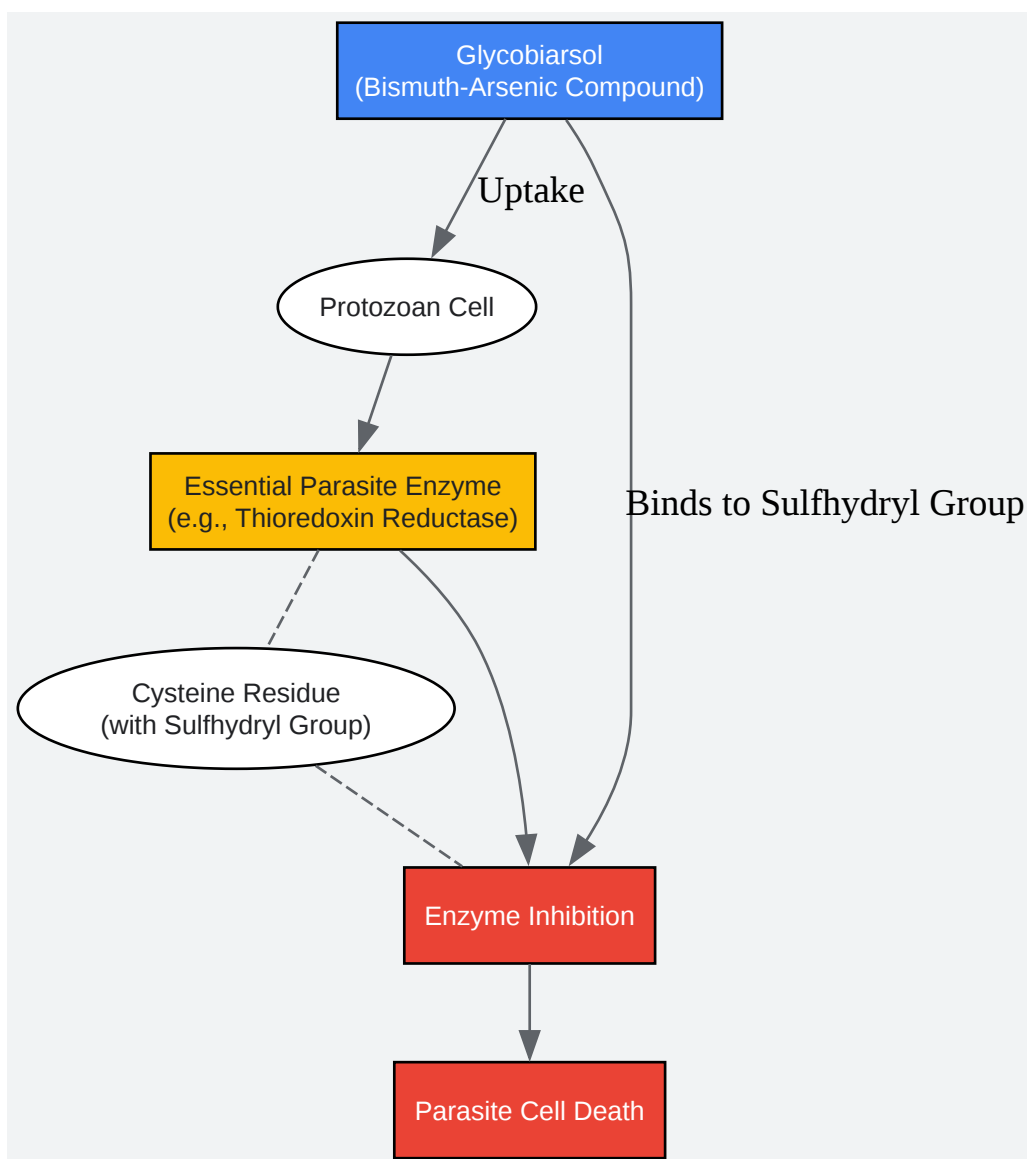 Glycobiarsol
(Bismuth-Arsenic Compound)
Uptake
Protozoan Cell
Essential Parasite Enzyme
(e.g., Thioredoxin Reductase)
Binds to Sulfhydryl Group
Cysteine Residue
(with Sulfhydryl Group)
Enzyme Inhibition
Parasite Cell Death